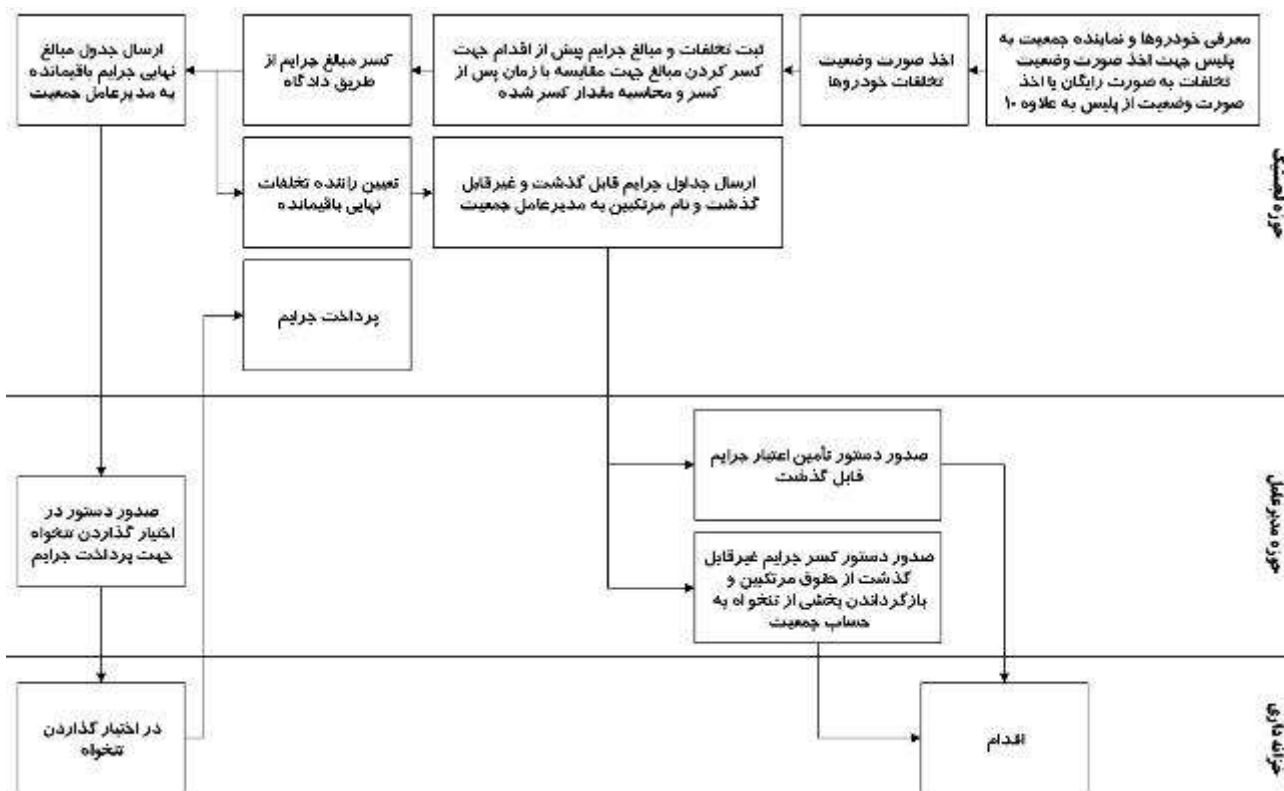 معرفی خودروها و نماینده جمعیت به
پلیس جهت اخذ صورت وضعیت
تخلفات به صورت رایگان یا اخذ
صورت وضعیت از پلیس به علاوه ۱۰
اخذ صورت وضعیت
تخلفات خودروها
ثبت تخلفات و مبالغ جرایم پیش از اقدام جهت
کسر کردن مبالغ جهت مقایسه با زمان پس از
کسر و محاسبه مقدار کسر شده
کسر مبالغ جرایم از
طریق دادگاه
ارسال جدول مبالغ
نهایی جرایم باقیمانده
به مدیرعامل جمعیت
تعیین راننده تخلفات
نهایی باقیمانده
ارسال جداول جرایم قابل گذشت و غیرقابل
گذشت و نام مرتکبین به مدیرعامل جمعیت
پرداخت جرایم
حوزه لجستیک
صدور دستور تأمین اعتبار جرایم
قابل گذشت
صدور دستور در
اختیار گذاردن تنخواه
جهت پرداخت جرایم
صدور دستور کسر جرایم غیرقابل
گذشت از حقوق مرتکبین و
بازگرداندن بخشی از تنخواه به
حساب جمعیت
حوزه مدیرعامل
اقدام
در اختیار گذاردن
تنخواه
خزانه داری